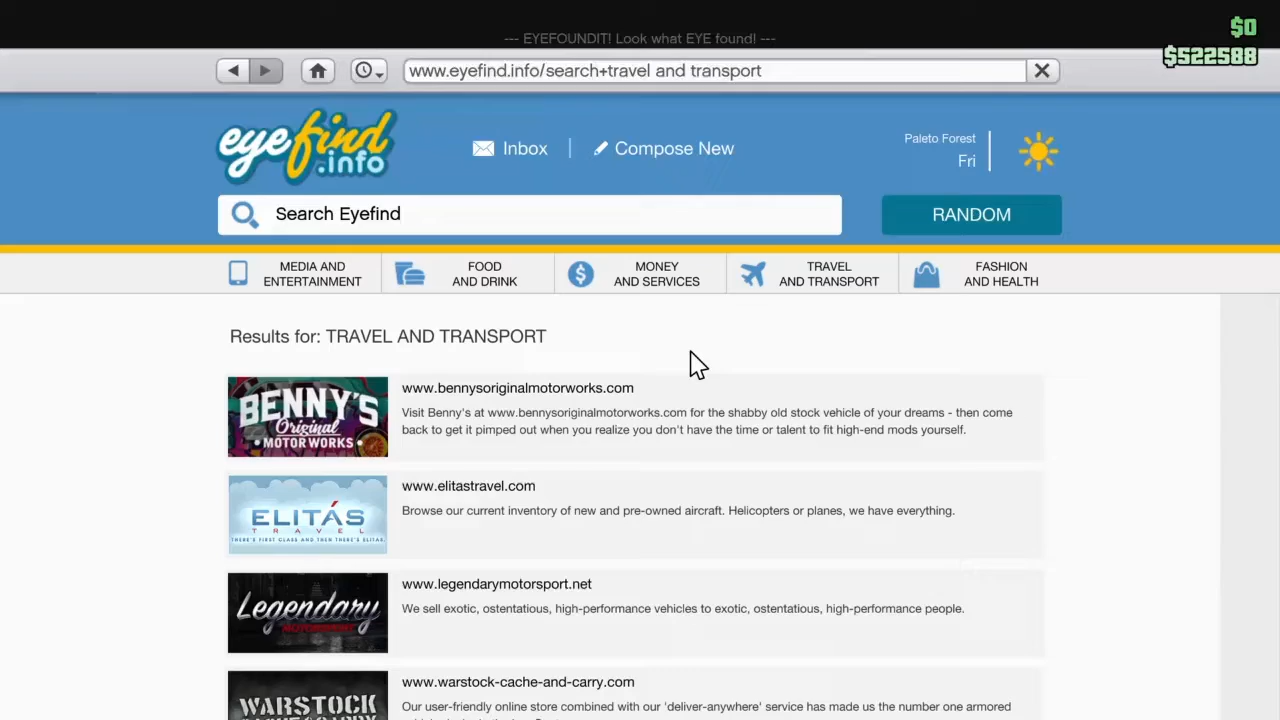 --- EYEFOUNDIT! Look what EYE found! ---
$0
$522588
www.eyefind.info/search+travel and transport
eyefind
.info
Inbox
Compose New
Paleto Forest
Fri
Search Eyefind
RANDOM
MEDIA AND
ENTERTAINMENT
FOOD
AND DRINK
MONEY
AND SERVICES
TRAVEL
AND TRANSPORT
FASHION
AND HEALTH
Results for: TRAVEL AND TRANSPORT
BENNY'S
Original
MOTOR WORKS
www.bennysoriginalmotorworks.com
Visit Benny's at www.bennysoriginalmotorworks.com for the shabby old stock vehicle of your dreams - then come
back to get it pimped out when you realize you don't have the time or talent to fit high-end mods yourself.
ELITÁS
TRAVEL
THERE'S FIRST CLASS AND THEN THERE'S ELITAS
www.elitastravel.com
Browse our current inventory of new and pre-owned aircraft. Helicopters or planes, we have everything.
Legendary
MOTORSPORT
www.legendarymotorsport.net
We sell exotic, ostentatious, high-performance vehicles to exotic, ostentatious, high-performance people.
WARSTOCK
www.warstock-cache-and-carry.com
Our user-friendly online store combined with our 'deliver-anywhere' service has made us the number one armored